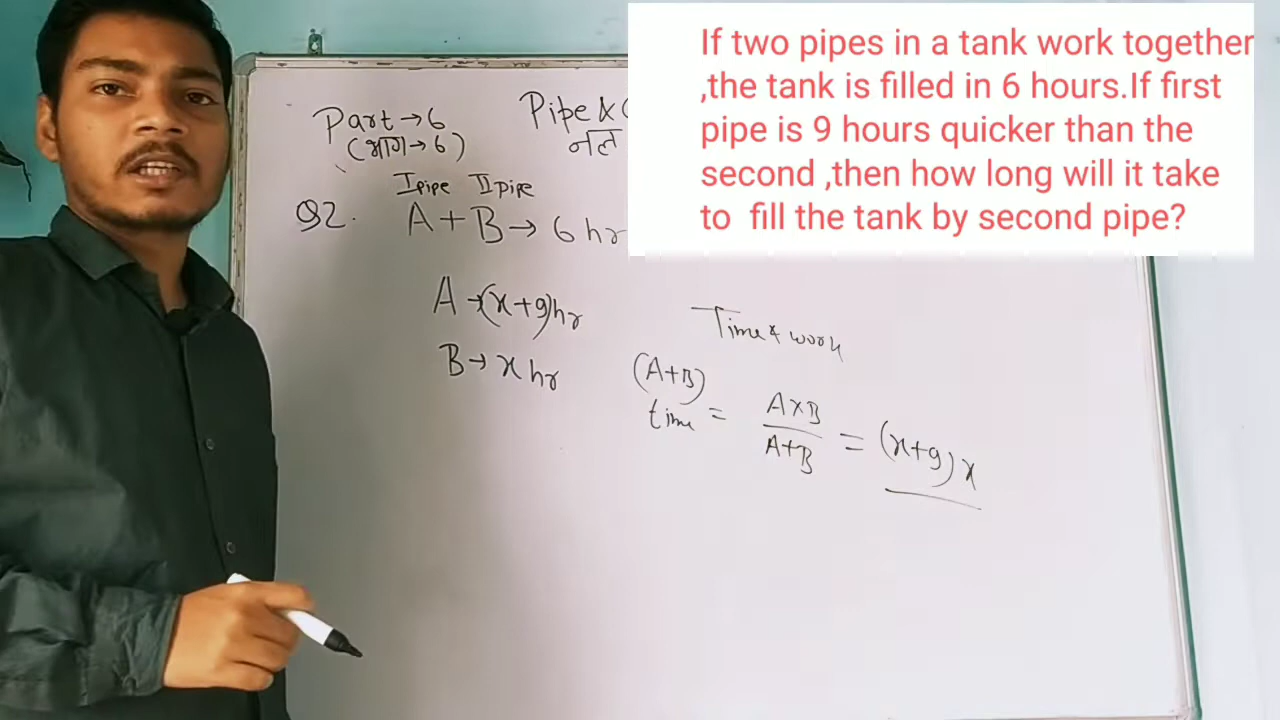 If two pipes in a tank work together
,the tank is filled in 6 hours.If first
pipe is 9 hours quicker than the
second ,then how long will it take
to fill the tank by second pipe?
Part→6
(भाग→6)
Pipe &
नल
I pipe II pipe
Q2. A+B→6 hr
A→(x+9)hr
B→x hr
Time & work
(A+B)
time = A×B / A+B = (x+9)x